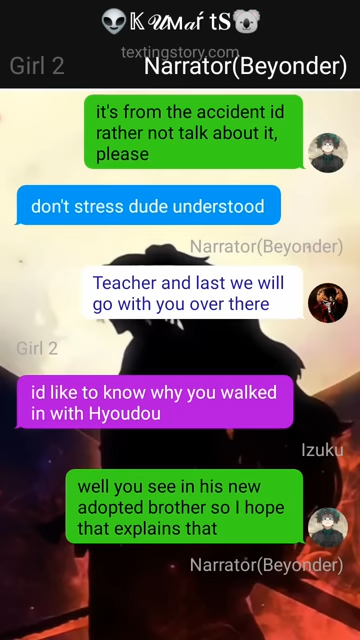 👽𝕂 𝓤ᴍ𝒶ŕ t𝐒🐨
textingstory.com
Girl 2
Narrator(Beyonder)
it's from the accident id
rather not talk about it,
please
don't stress dude understood
Narrator(Beyonder)
Teacher and last we will
go with you over there
Girl 2
id like to know why you walked
in with Hyoudou
Izuku
well you see in his new
adopted brother so I hope
that explains that
Narrator(Beyonder)